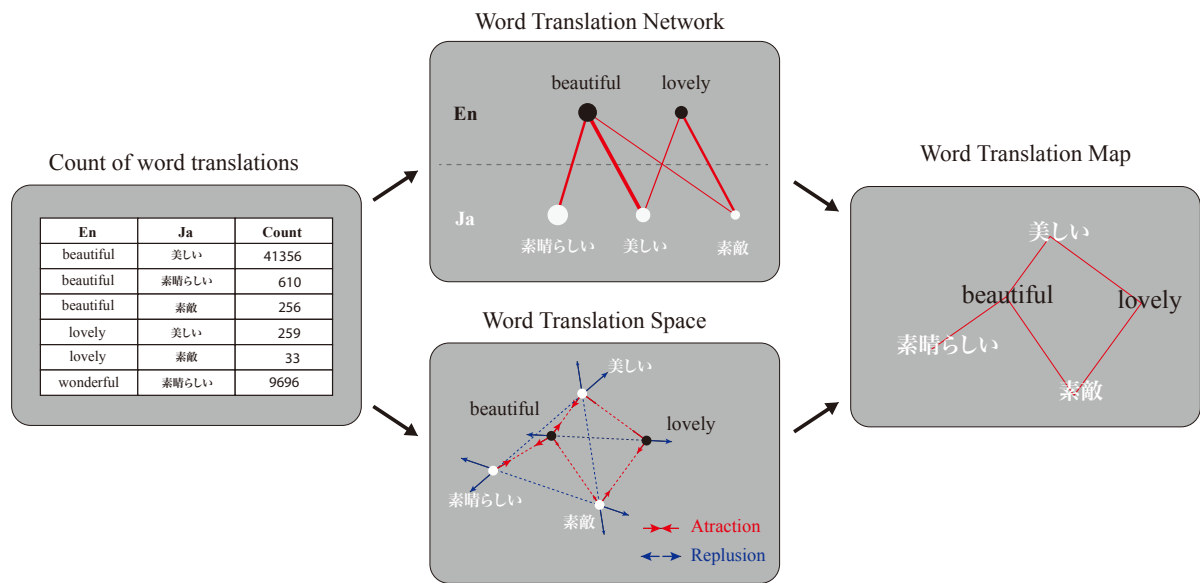 Word Translation Network
beautiful lovely
En
Ja
素晴らしい 美しい 素敵
Count of word translations
En Ja Count
beautiful 美しい 41356
beautiful 素晴らしい 610
beautiful 素敵 256
lovely 美しい 259
lovely 素敵 33
wonderful 素晴らしい 9696
Word Translation Space
美しい
beautiful
lovely
素晴らしい
素敵
Atraction
Replusion
Word Translation Map
美しい
beautiful
lovely
素晴らしい
素敵